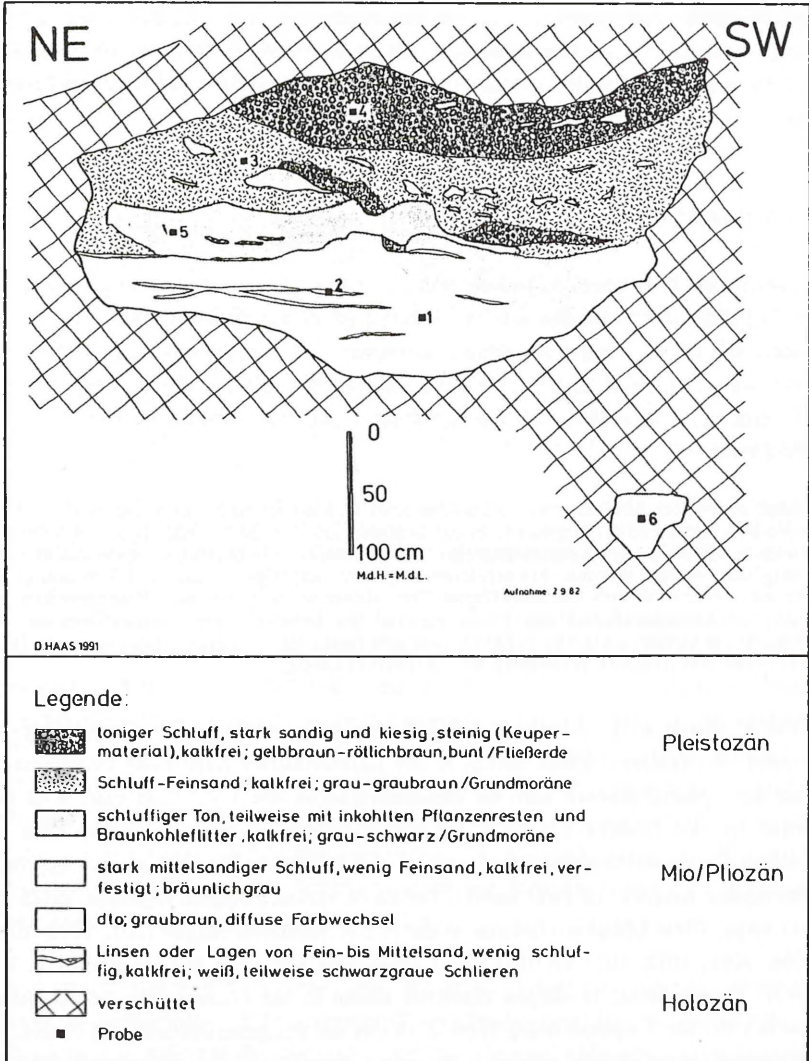 NE
SW
4
3
5
2
1
0
50
100 cm
M.d.H. = M.d.L.
6
Aufnahme 2 9 82
D.HAAS 1991
Legende:
toniger Schluff, stark sandig und kiesig, steinig (Keuper-
material), kalkfrei; gelbbraun-rötlichbraun, bunt/Fließerde
Pleistozän
Schluff-Feinsand; kalkfrei; grau-graubraun/Grundmoräne
schluffiger Ton, teilweise mit inkohlten Pflanzenresten und
Braunkohleflitter, kalkfrei; grau-schwarz/Grundmoräne
stark mittelsandiger Schluff, wenig Feinsand, kalkfrei, ver-
festigt; bräunlichgrau
Mio/Pliozän
dto; graubraun, diffuse Farbwechsel
Linsen oder Lagen von Fein-bis Mittelsand, wenig schluf-
fig, kalkfrei; weiß, teilweise schwarzgraue Schlieren
verschüttet
Holozän
Probe